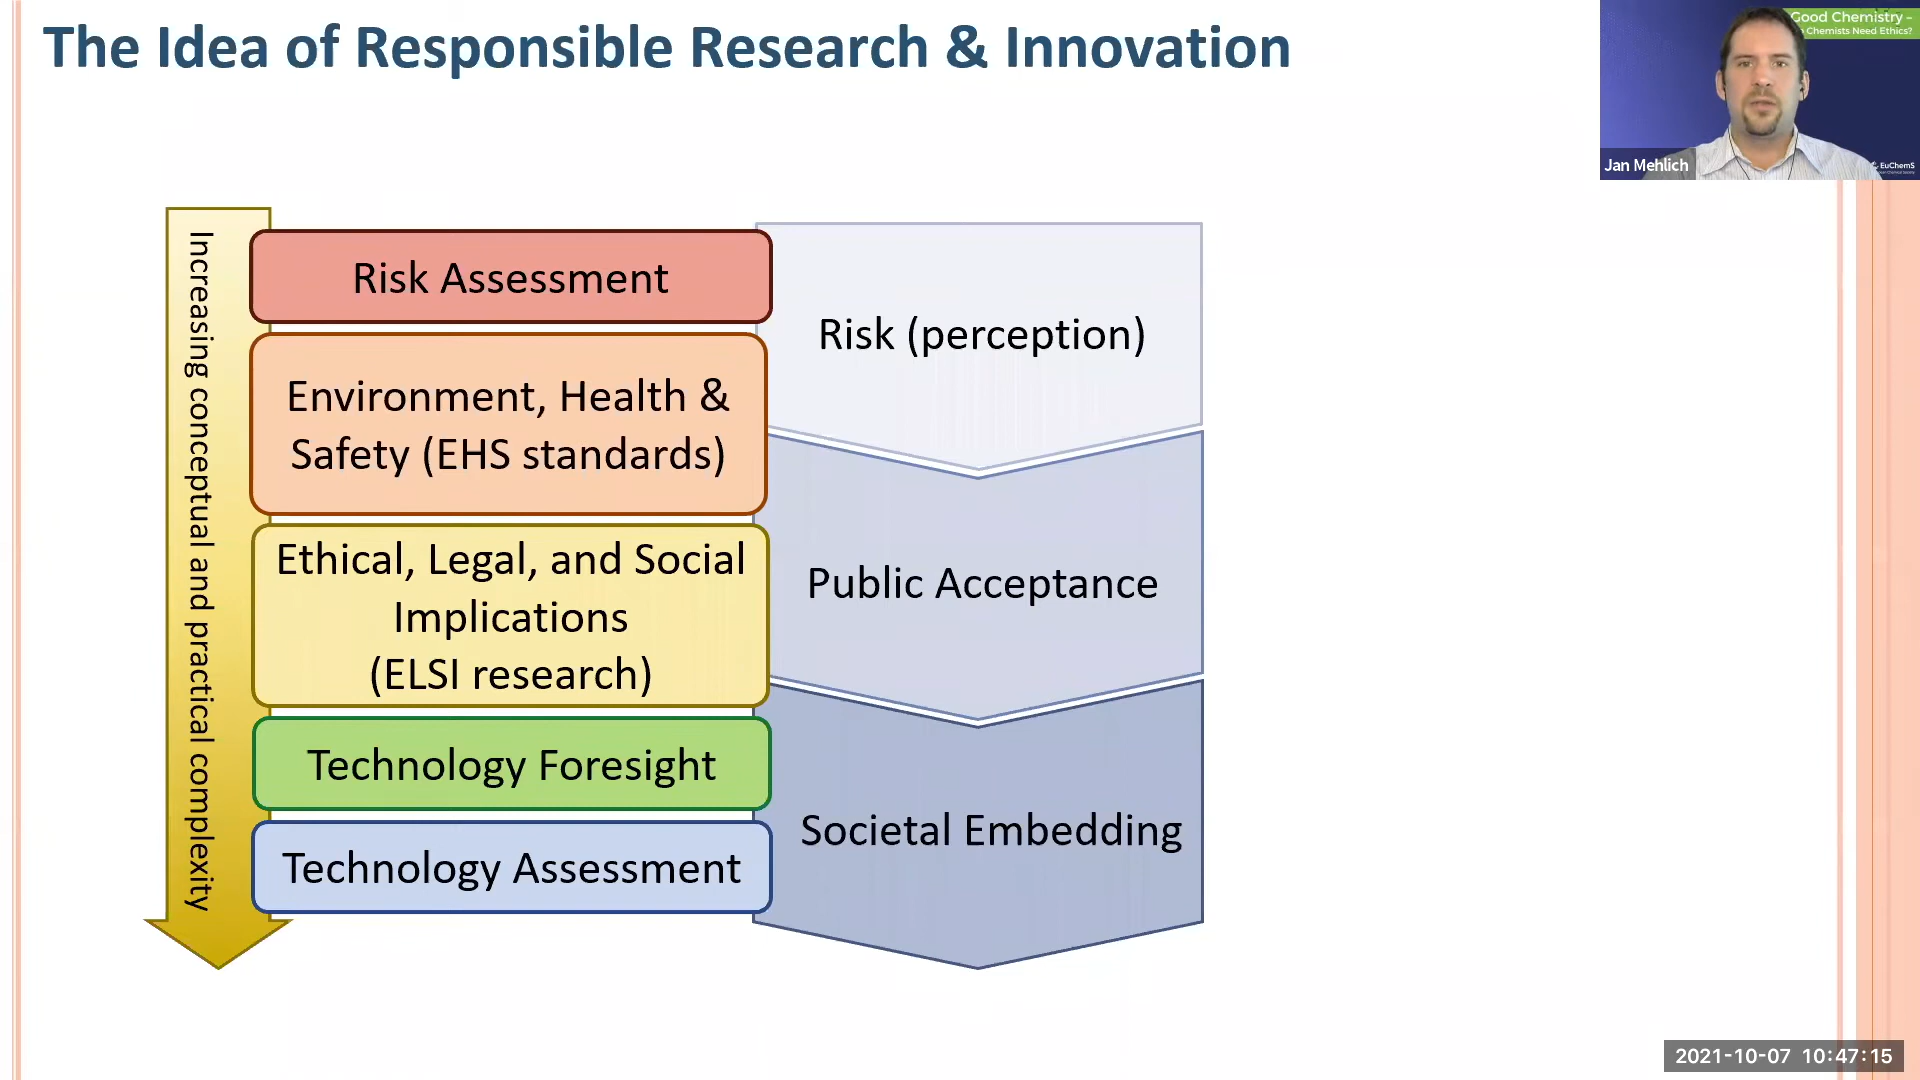 The Idea of Responsible Research & Innovation
Good Chemistry -
Chemists Need Ethics?
Jan Mehlich
EuChemS
Increasing conceptual and practical complexity
Risk Assessment
Environment, Health &
Safety (EHS standards)
Ethical, Legal, and Social
Implications
(ELSI research)
Technology Foresight
Technology Assessment
Risk (perception)
Public Acceptance
Societal Embedding
2021-10-07 10:47:15